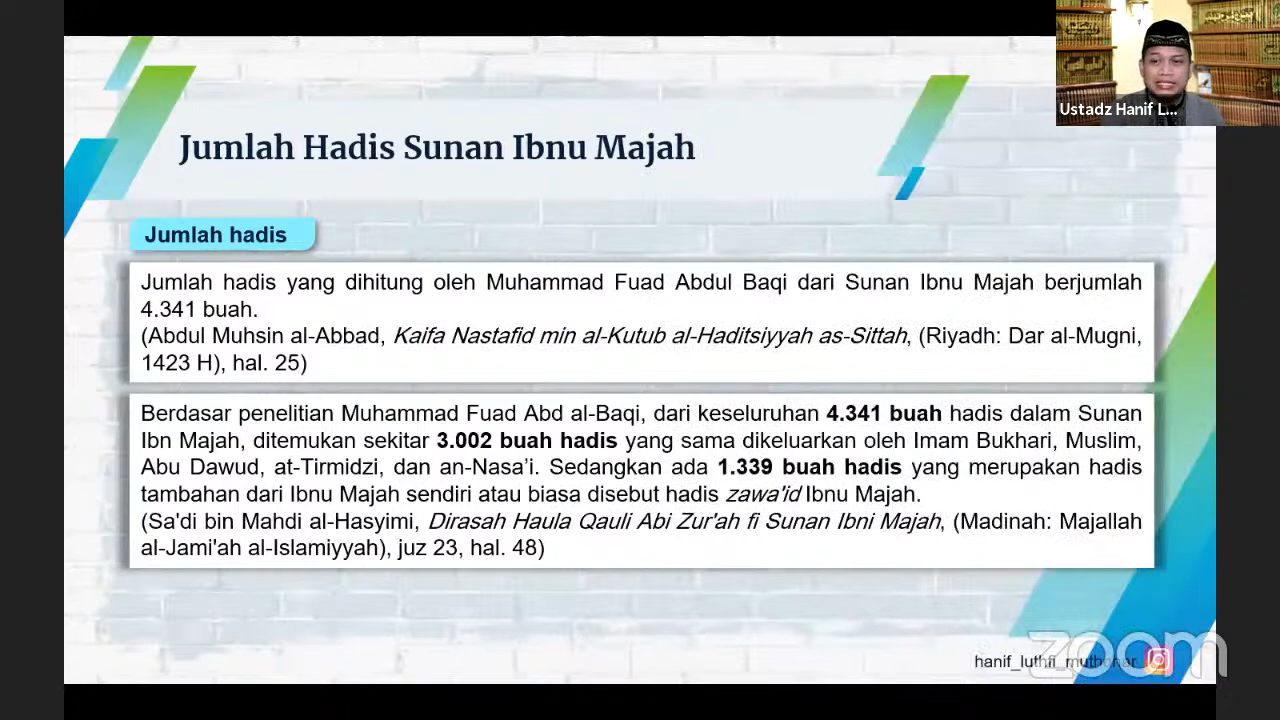 Ustadz Hanif L...
Jumlah Hadis Sunan Ibnu Majah
Jumlah hadis
Jumlah hadis yang dihitung oleh Muhammad Fuad Abdul Baqi dari Sunan Ibnu Majah berjumlah
4.341 buah.
(Abdul Muhsin al-Abbad, Kaifa Nastafid min al-Kutub al-Haditsiyyah as-Sittah, (Riyadh: Dar al-Mugni,
1423 H), hal. 25)
Berdasar penelitian Muhammad Fuad Abd al-Baqi, dari keseluruhan 4.341 buah hadis dalam Sunan
Ibn Majah, ditemukan sekitar 3.002 buah hadis yang sama dikeluarkan oleh Imam Bukhari, Muslim,
Abu Dawud, at-Tirmidzi, dan an-Nasa'i. Sedangkan ada 1.339 buah hadis yang merupakan hadis
tambahan dari Ibnu Majah sendiri atau biasa disebut hadis zawa'id Ibnu Majah.
(Sa'di bin Mahdi al-Hasyimi, Dirasah Haula Qauli Abi Zur'ah fi Sunan Ibni Majah, (Madinah: Majallah
al-Jami'ah al-Islamiyyah), juz 23, hal. 48)
hanif_luthfi_muthohar
zoom